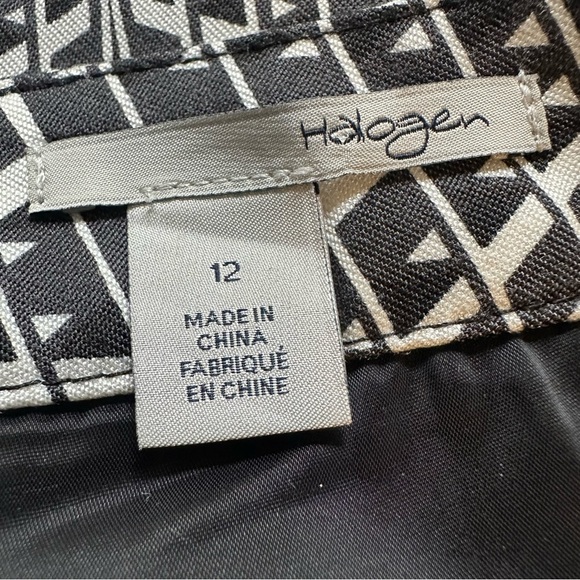 Halogen
12
MADE IN
CHINA
FABRIQUÉ
EN CHINE